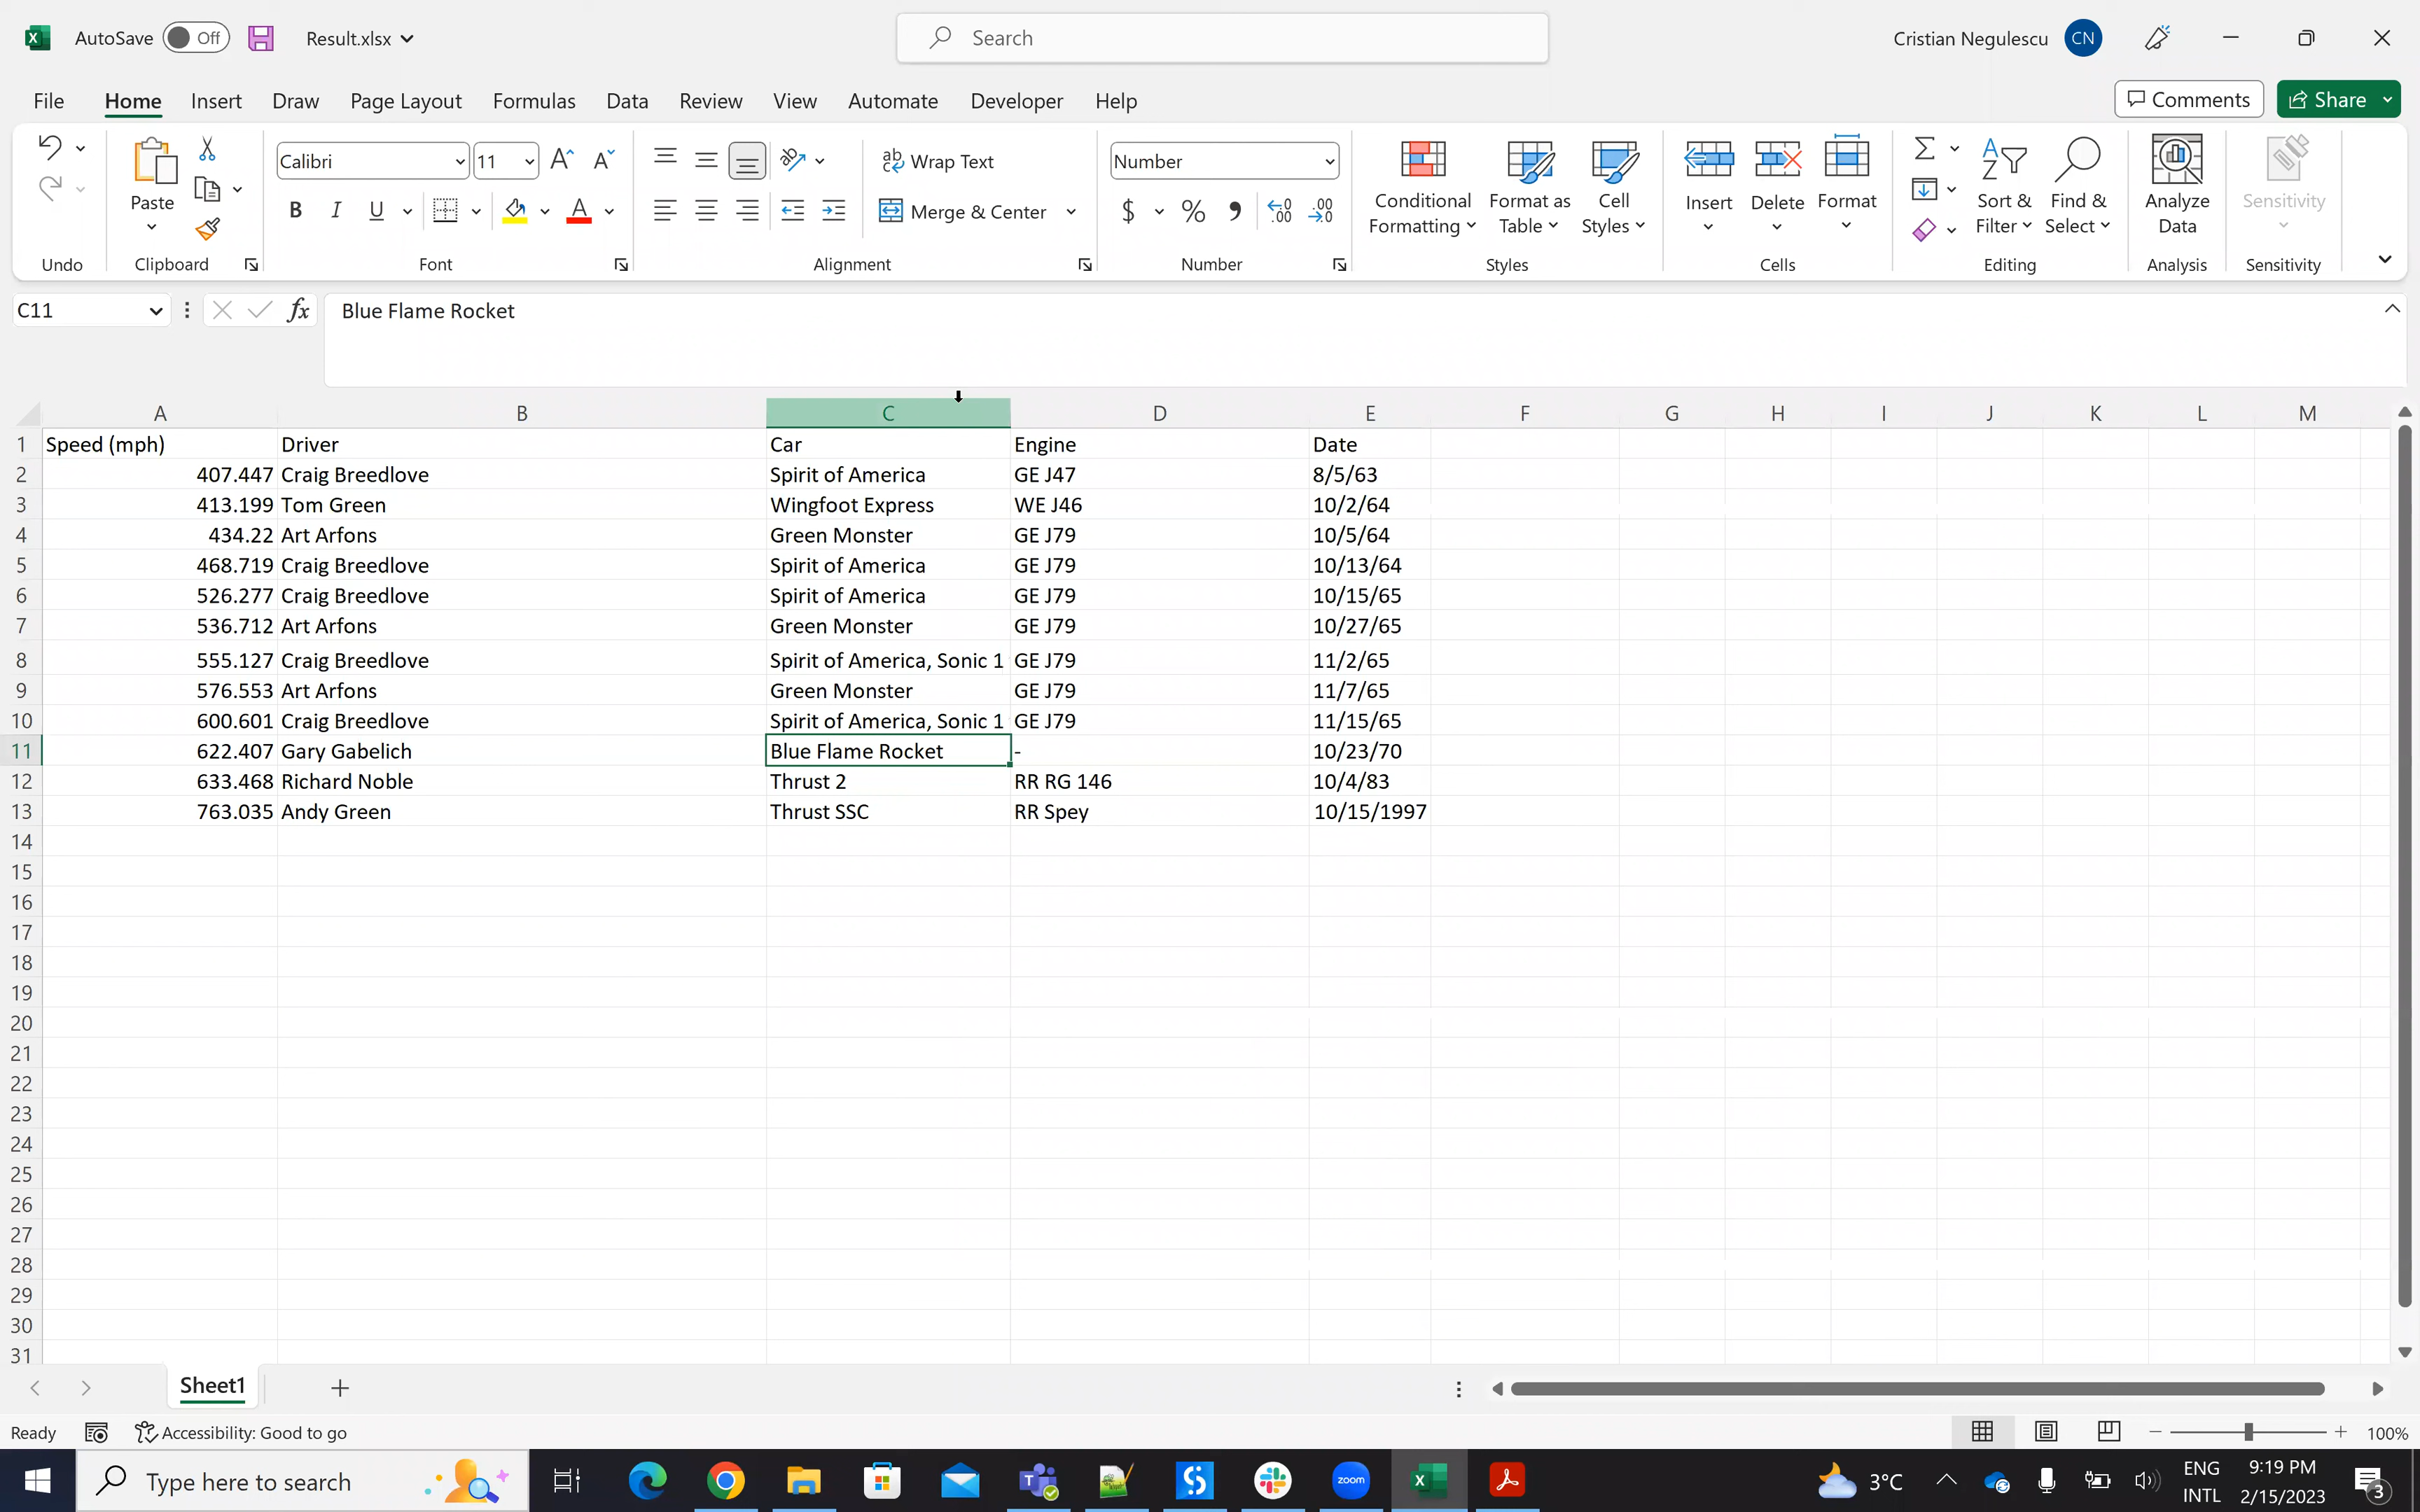 AutoSave Off Result.xlsx Search Cristian Negulescu CN
File Home Insert Draw Page Layout Formulas Data Review View Automate Developer Help Comments Share
Calibri 11 A A ab Wrap Text Number
Paste B I U A Merge & Center $ % , Conditional Formatting Format as Table Cell Styles Insert Delete Format Sort & Filter Find & Select Analyze Data Sensitivity
Undo Clipboard Font Alignment Number Styles Cells Editing Analysis Sensitivity
C11 fx Blue Flame Rocket
A B C D E F G H I J K L M
1 Speed (mph) Driver Car Engine Date
2 407.447 Craig Breedlove Spirit of America GE J47 8/5/63
3 413.199 Tom Green Wingfoot Express WE J46 10/2/64
4 434.22 Art Arfons Green Monster GE J79 10/5/64
5 468.719 Craig Breedlove Spirit of America GE J79 10/13/64
6 526.277 Craig Breedlove Spirit of America GE J79 10/15/65
7 536.712 Art Arfons Green Monster GE J79 10/27/65
8 555.127 Craig Breedlove Spirit of America, Sonic 1 GE J79 11/2/65
9 576.553 Art Arfons Green Monster GE J79 11/7/65
10 600.601 Craig Breedlove Spirit of America, Sonic 1 GE J79 11/15/65
11 622.407 Gary Gabelich Blue Flame Rocket - 10/23/70
12 633.468 Richard Noble Thrust 2 RR RG 146 10/4/83
13 763.035 Andy Green Thrust SSC RR Spey 10/15/1997
14
15
16
17
18
19
20
21
22
23
24
25
26
27
28
29
30
31
Sheet1
Ready Accessibility: Good to go 100%
Type here to search zoom 3°C ENG INTL 9:19 PM 2/15/2023 3